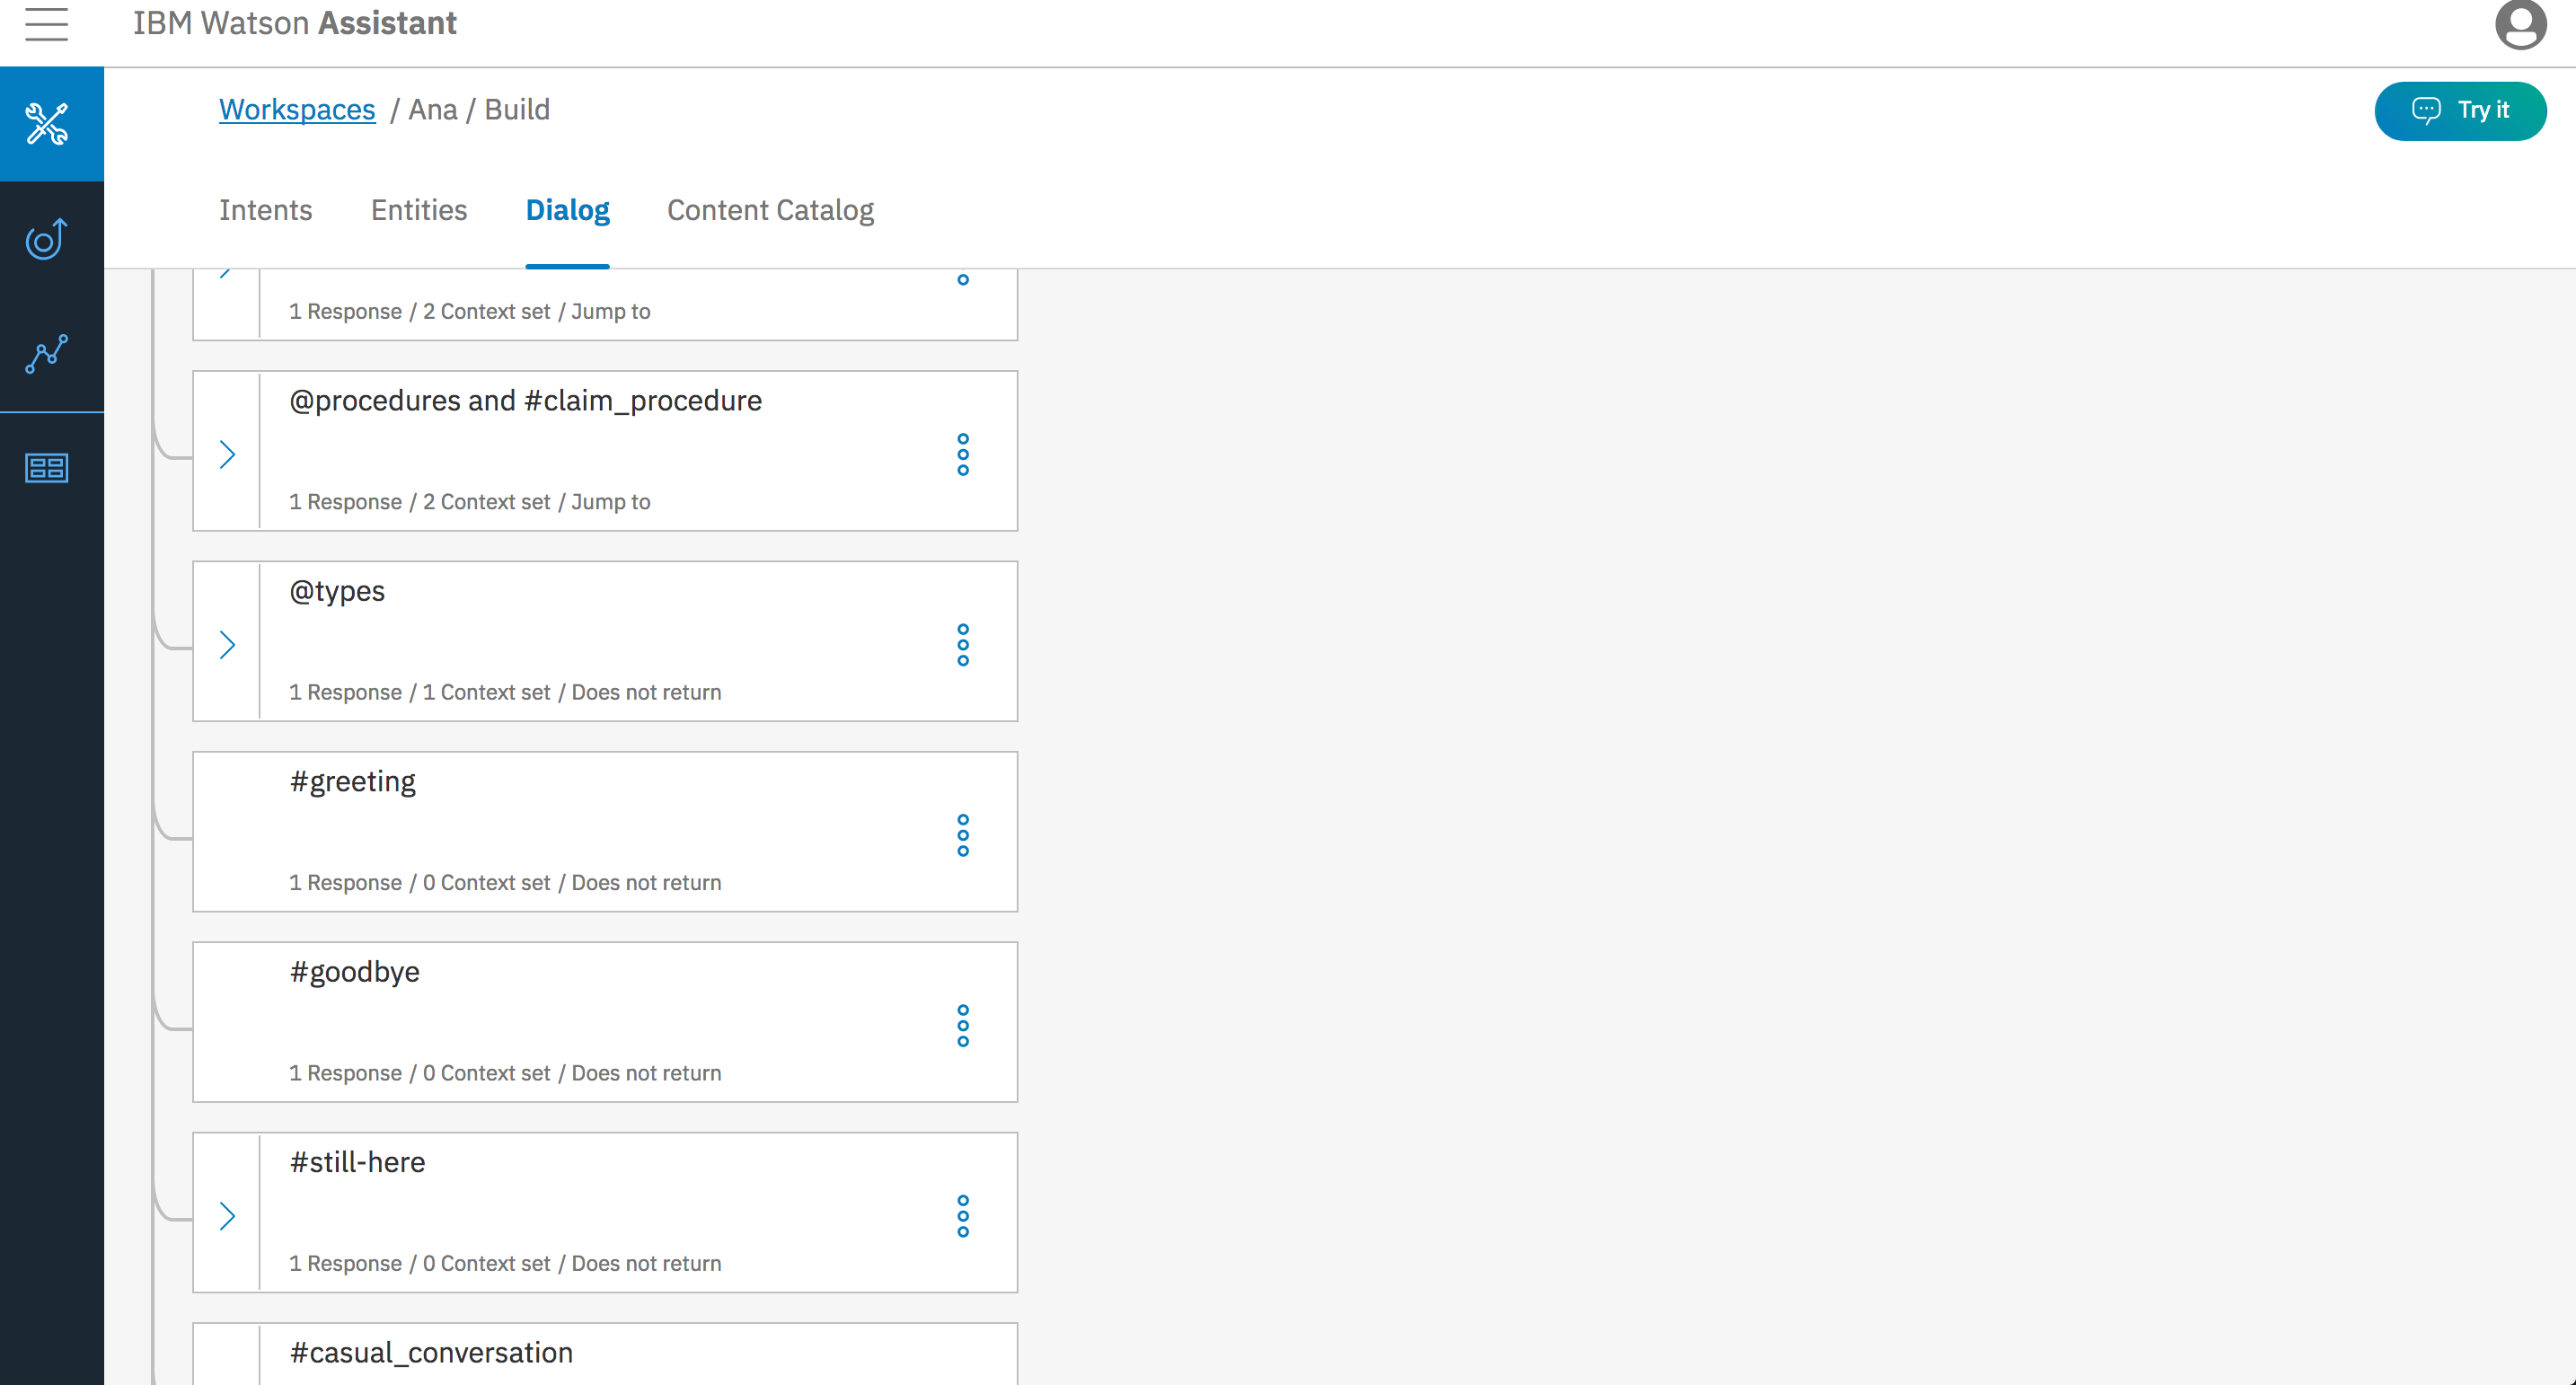 IBM Watson Assistant
Workspaces / Ana / Build
Try it
Intents Entities Dialog Content Catalog
1 Response / 2 Context set / Jump to
@procedures and #claim_procedure
1 Response / 2 Context set / Jump to
@types
1 Response / 1 Context set / Does not return
#greeting
1 Response / 0 Context set / Does not return
#goodbye
1 Response / 0 Context set / Does not return
#still-here
1 Response / 0 Context set / Does not return
#casual_conversation